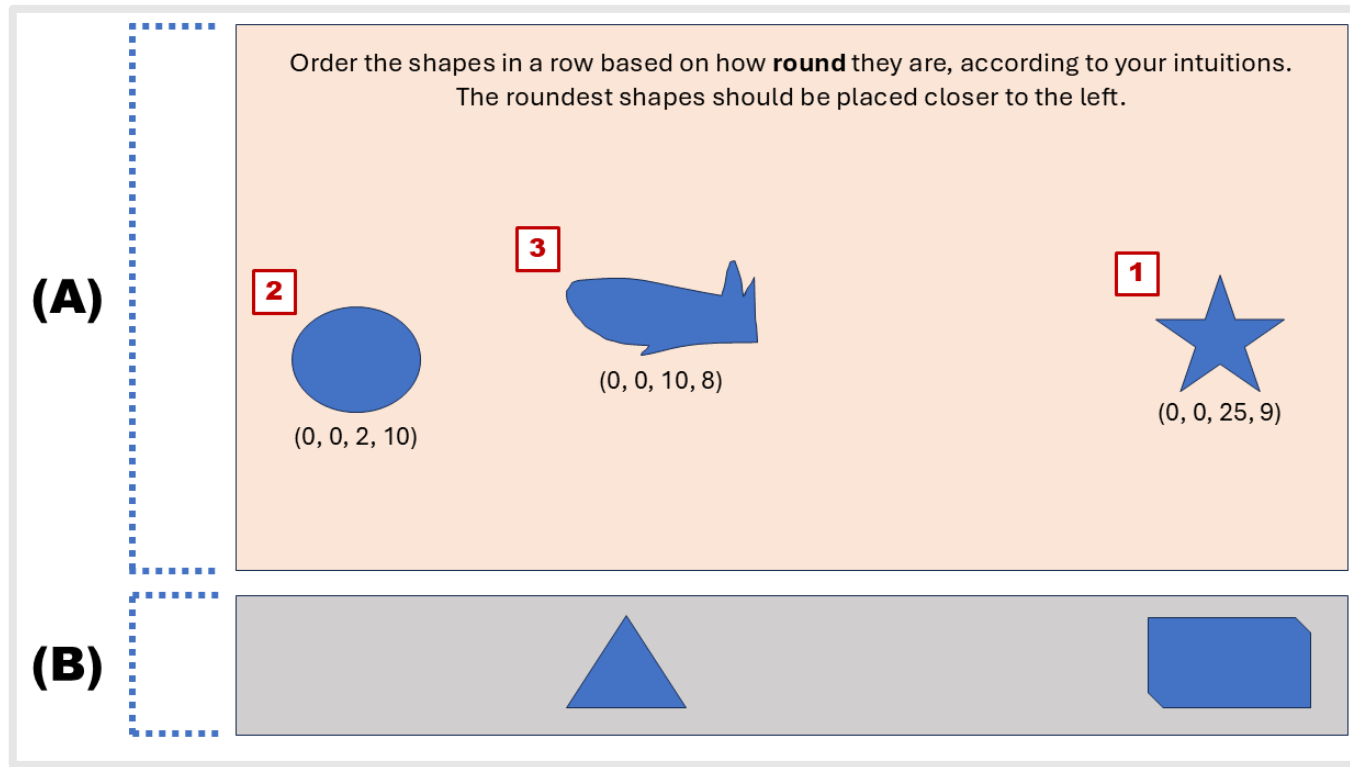 Order the shapes in a row based on how round they are, according to your intuitions.
The roundest shapes should be placed closer to the left.
3
1
2
(A)
(0, 0, 10, 8)
(0, 0, 25, 9)
(0, 0, 2, 10)
(B)